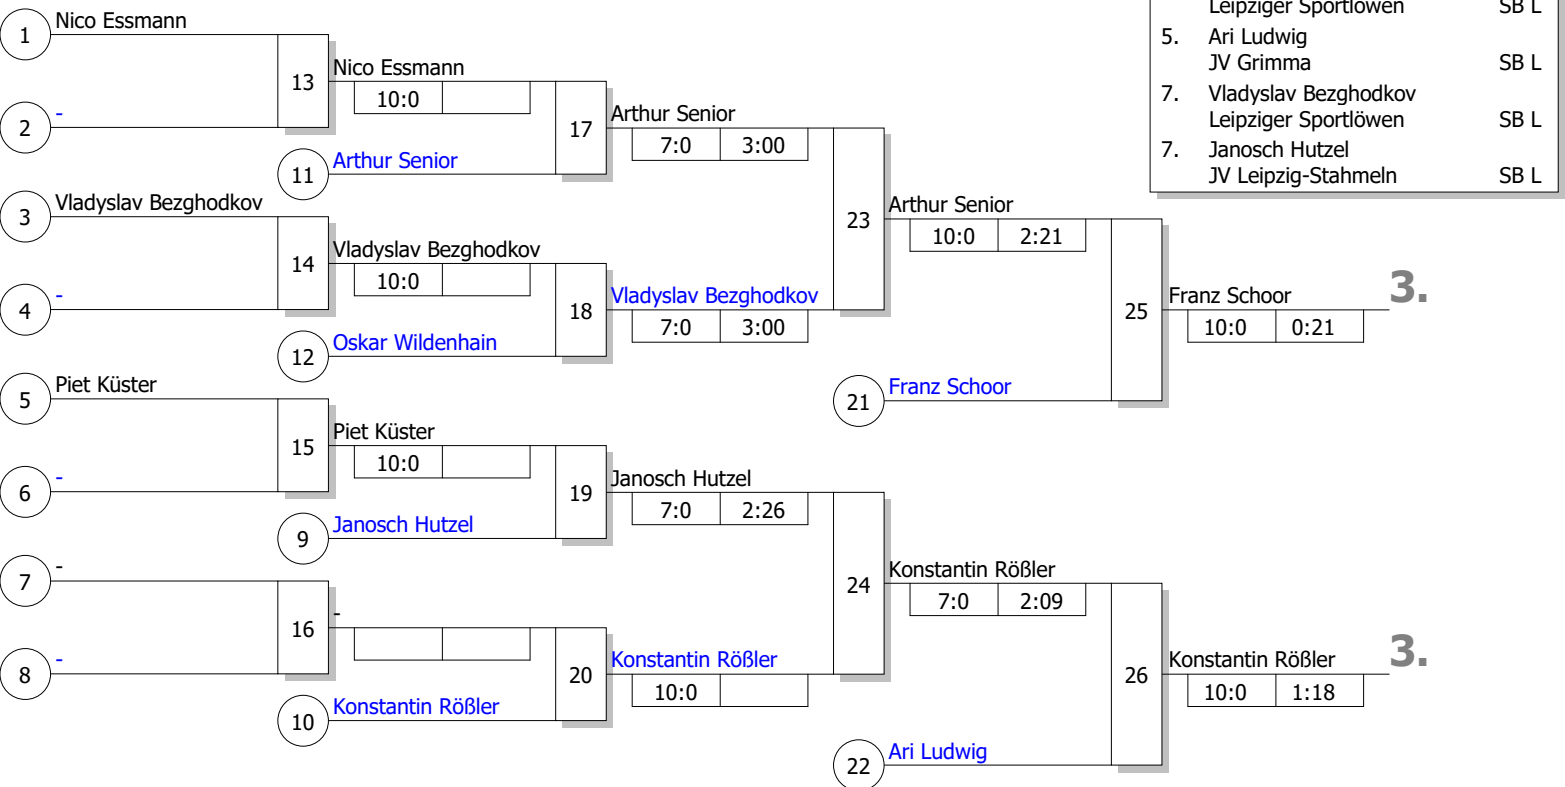 Leipziger Sportlöwen SB L
5. Ari Ludwig
JV Grimma SB L
7. Vladyslav Bezghodkov
Leipziger Sportlöwen SB L
7. Janosch Hutzel
JV Leipzig-Stahmeln SB L
1 Nico Essmann
13 Nico Essmann
10:0
2 -
17 Arthur Senior
7:0 3:00
11 Arthur Senior
3 Vladyslav Bezghodkov
23 Arthur Senior
10:0 2:21
14 Vladyslav Bezghodkov
10:0
4 -
18 Vladyslav Bezghodkov
7:0 3:00
25 Franz Schoor 3.
10:0 0:21
12 Oskar Wildenhain
5 Piet Küster
21 Franz Schoor
15 Piet Küster
10:0
6 -
19 Janosch Hutzel
7:0 2:26
9 Janosch Hutzel
7 -
24 Konstantin Rößler
7:0 2:09
16 -
8 -
20 Konstantin Rößler
10:0
26 Konstantin Rößler 3.
10:0 1:18
10 Konstantin Rößler
22 Ari Ludwig